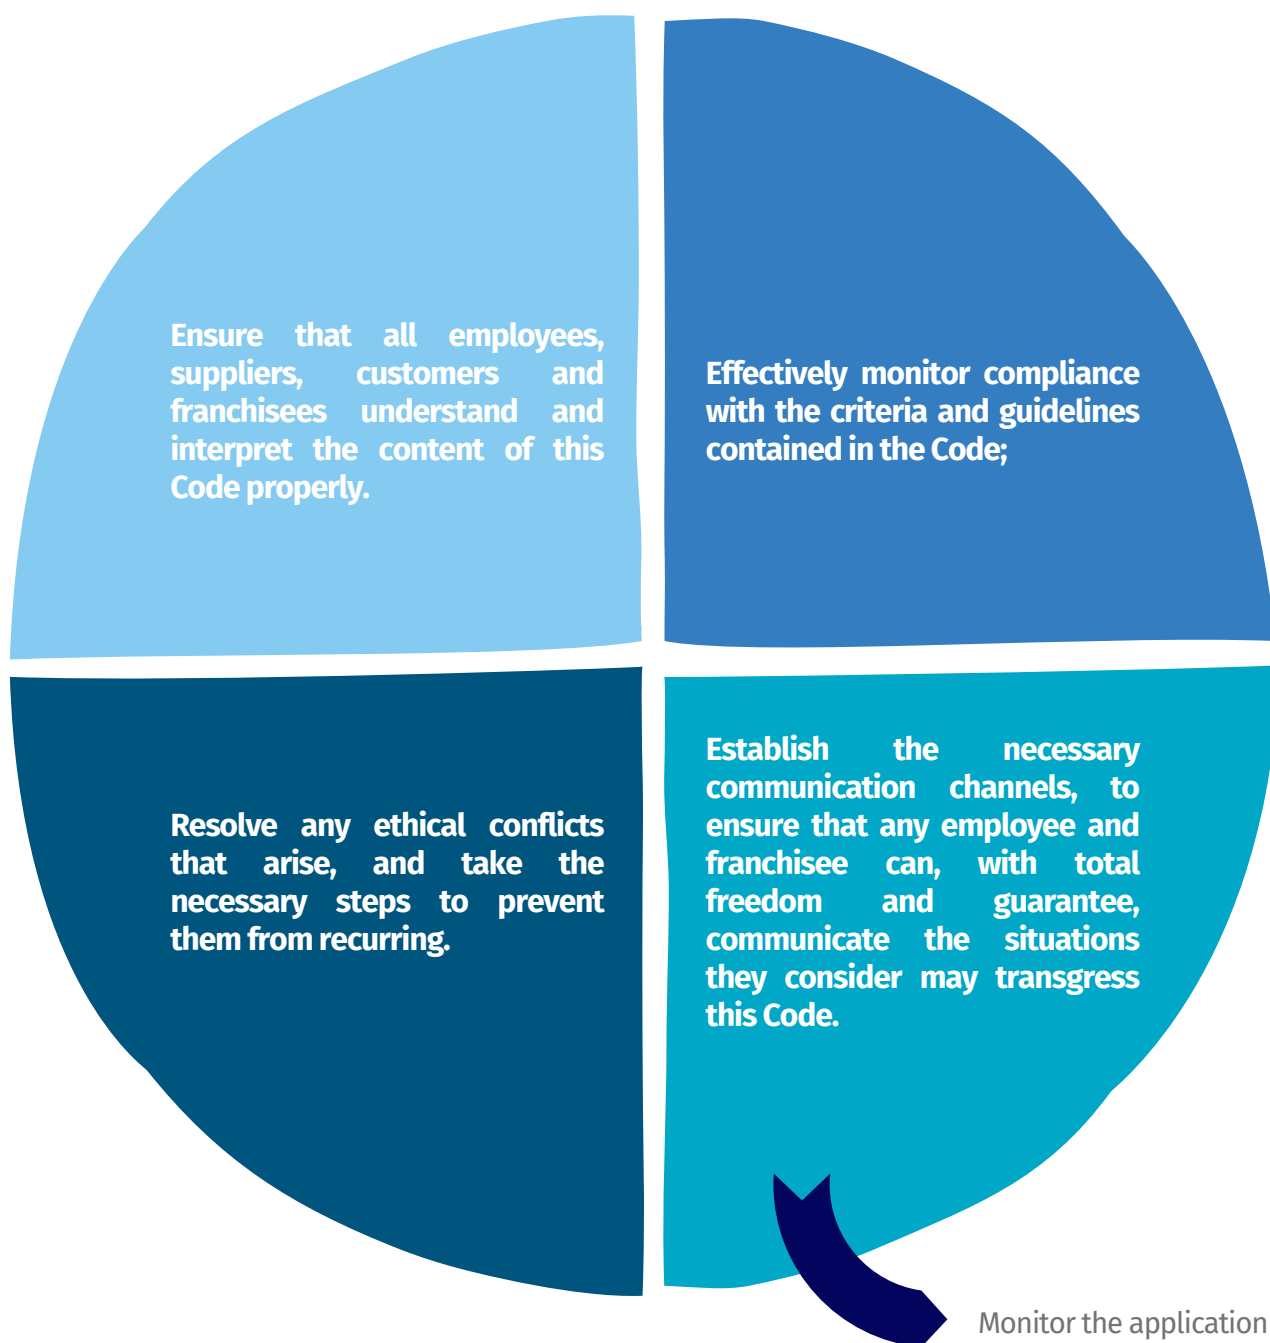 Ensure that all employees,
suppliers, customers and
franchisees understand and
interpret the content of this
Code properly.
Effectively monitor compliance
with the criteria and guidelines
contained in the Code;
Resolve any ethical conflicts
that arise, and take the
necessary steps to prevent
them from recurring.
Establish the necessary
communication channels, to
ensure that any employee and
franchisee can, with total
freedom and guarantee,
communicate the situations
they consider may transgress
this Code.
Monitor the application